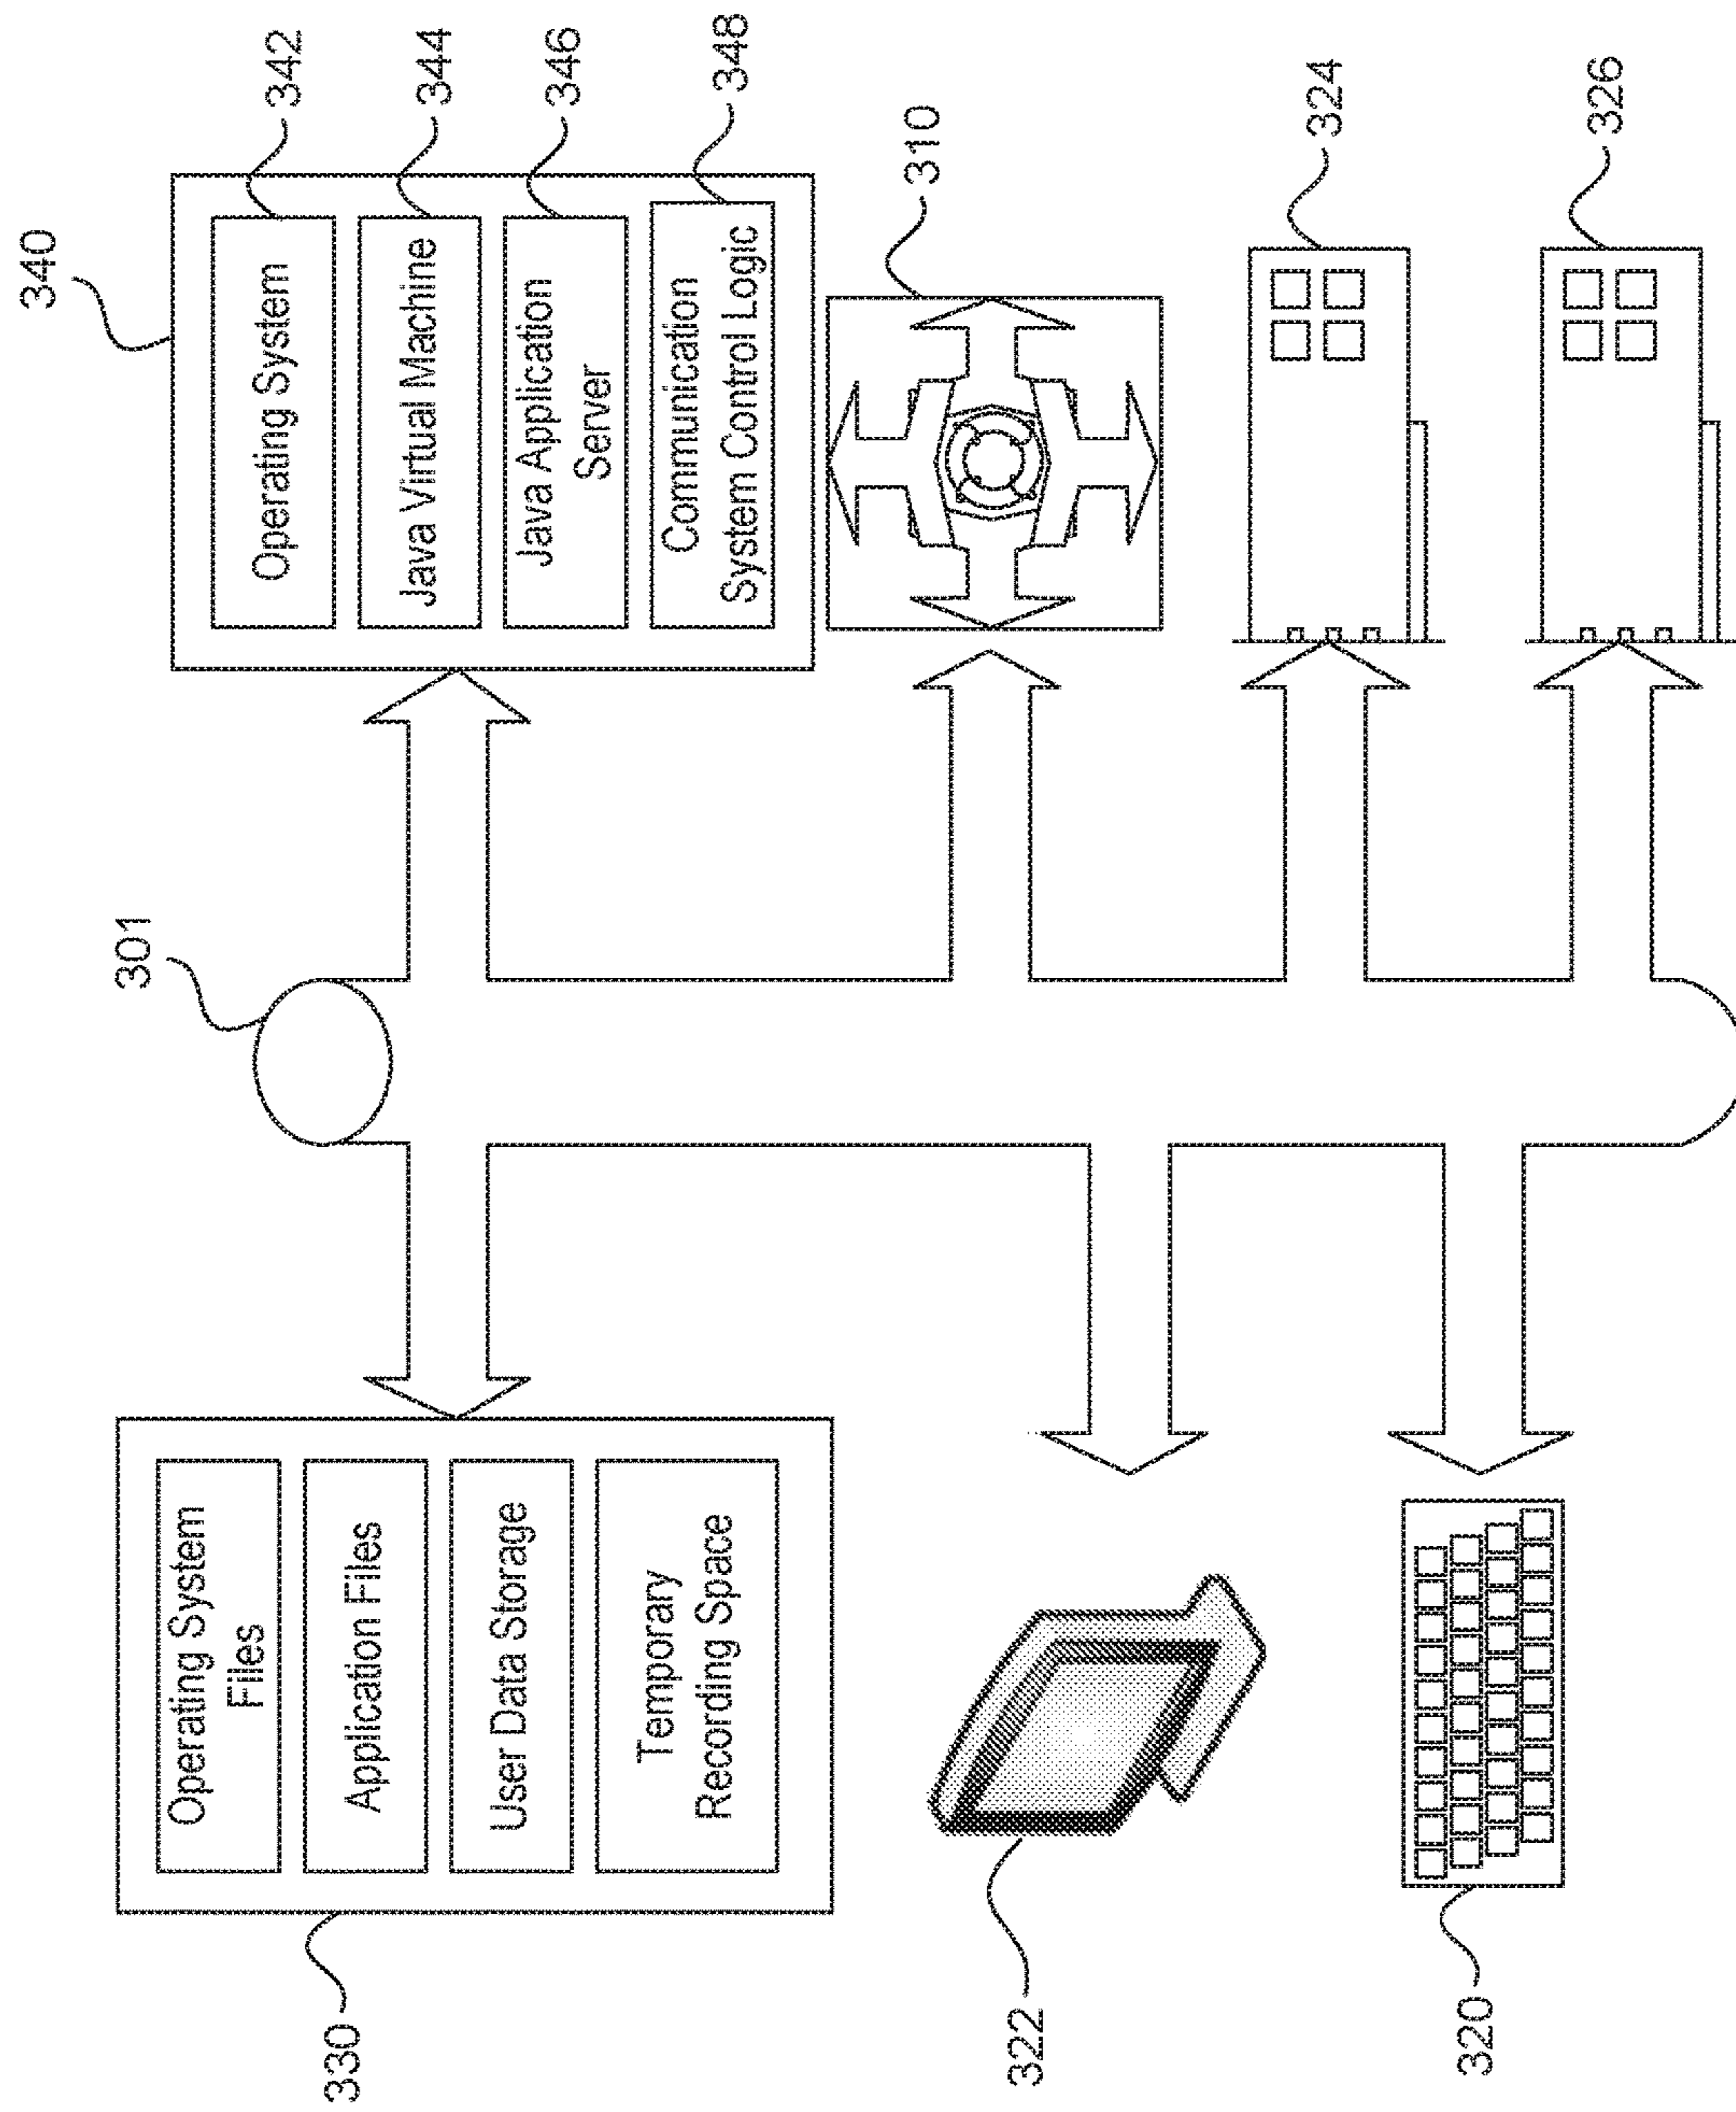 340
342
Operating System
344
Java Virtual Machine
346
Java Application
Server
348
Communication
System Control Logic
310
324
326
301
330
Operating System
Files
Application Files
User Data Storage
Temporary
Recording Space
322
320